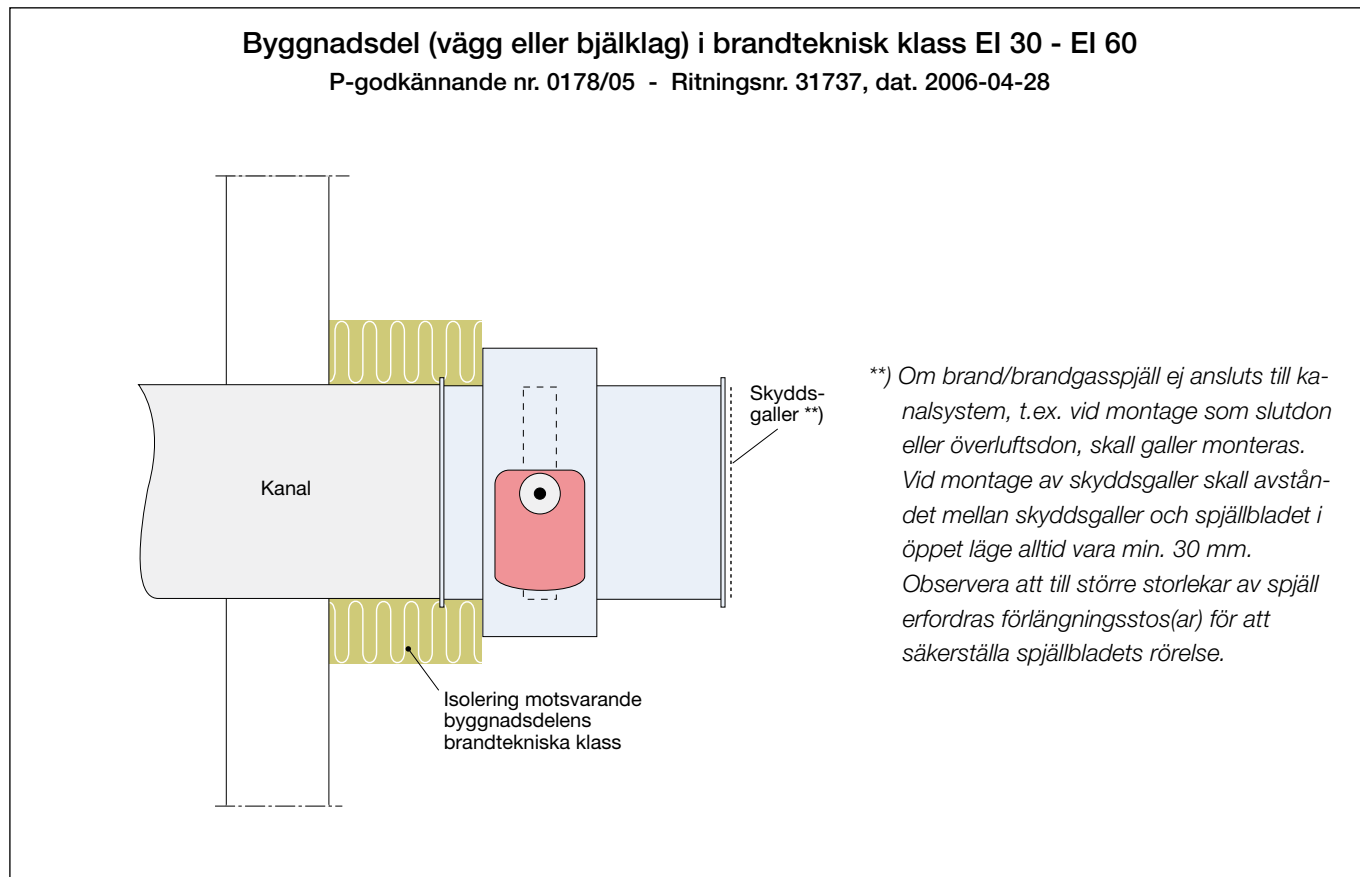 Byggnadsdel (vägg eller bjälklag) i brandteknisk klass EI 30 - EI 60
P-godkännande nr. 0178/05 - Ritningsnr. 31737, dat. 2006-04-28
Kanal
Skydds-
galler **)
Isolering motsvarande
byggnadsdelens
brandtekniska klass
**) Om brand/brandgasspjäll ej ansluts till ka-
nalsystem, t.ex. vid montage som slutdon
eller överluftsdon, skall galler monteras.
Vid montage av skyddsgaller skall avstån-
det mellan skyddsgaller och spjällbladet i
öppet läge alltid vara min. 30 mm.
Observera att till större storlekar av spjäll
erfordras förlängningsstos(ar) för att
säkerställa spjällbladets rörelse.